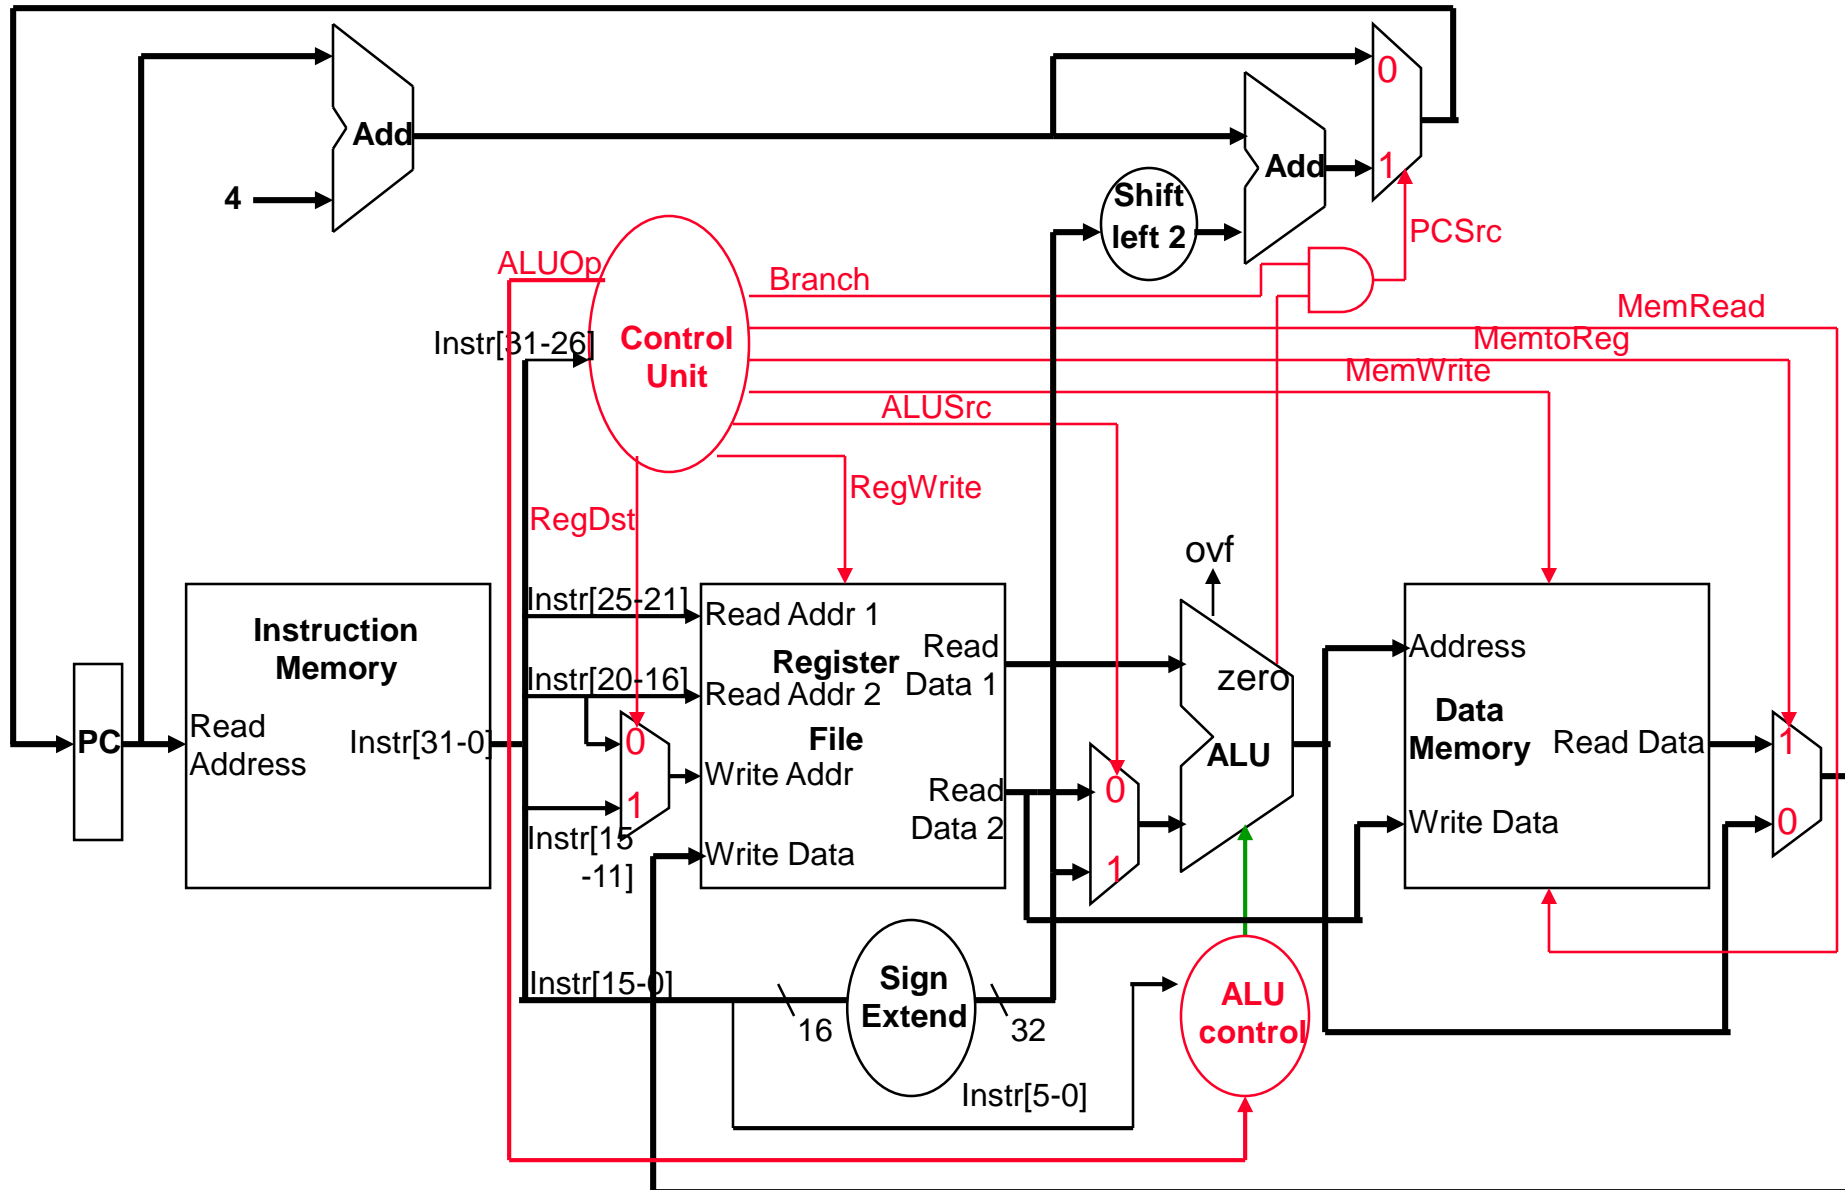 0
Add
Add
1
4
Shift
left 2
PCSrc
ALUOp
Branch
MemRead
Instr[31-26]
Control
Unit
MemtoReg
MemWrite
ALUSrc
RegWrite
RegDst
ovf
Instr[25-21]
Read Addr 1
Instruction
Memory
Register
Read
Data 1
zero
Address
Instr[20-16]
Read Addr 2
PC
Read
Address
Instr[31-0]
0
File
Data
Memory
Read Data
1
ALU
Write Addr
1
Read
Data 2
0
Write Data
0
Instr[15
-11]
Write Data
1
Instr[15-0]
16
Sign
Extend
32
ALU
control
Instr[5-0]